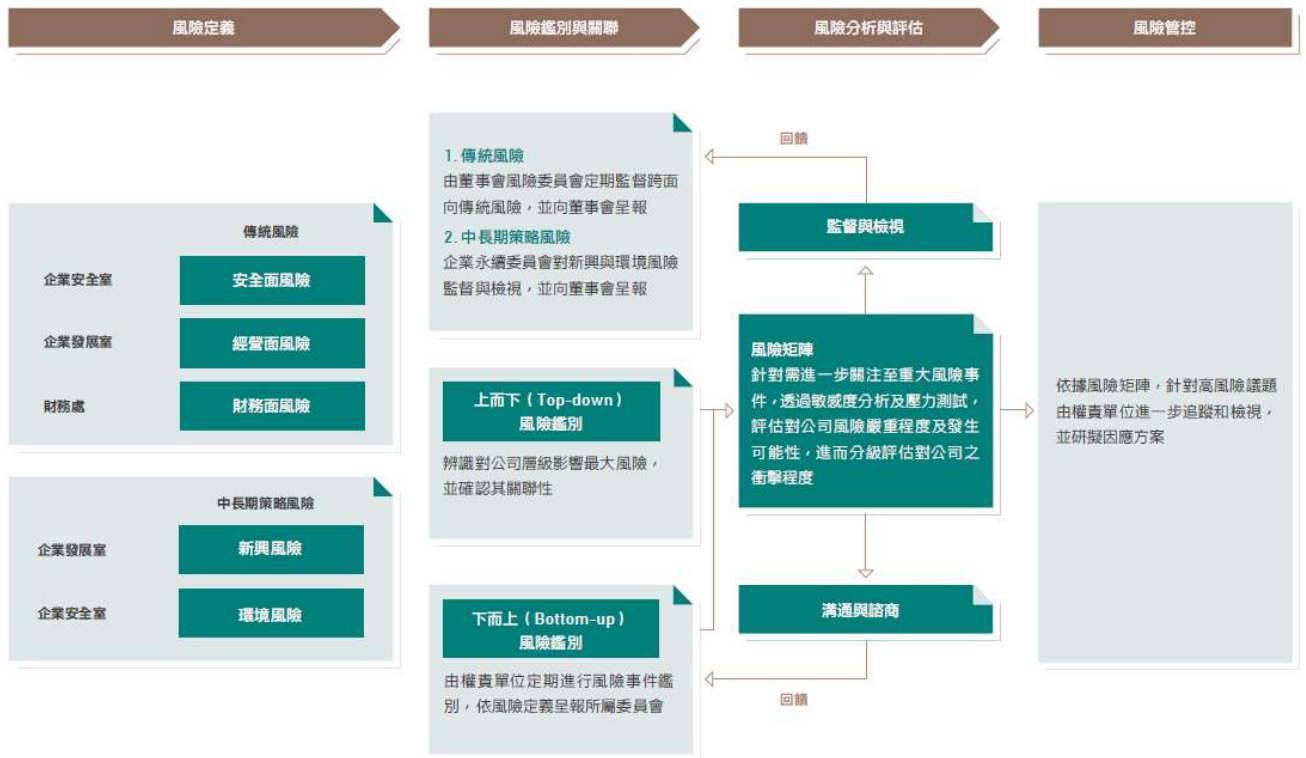 風險定義
風險鑑別與關聯
風險分析與評估
風險管控
傳統風險
企業安全室
安全面風險
企業發展室
經營面風險
財務處
財務面風險
中長期策略風險
企業發展室
新興風險
企業安全室
環境風險
1. 傳統風險
由董事會風險委員會定期監督跨面
向傳統風險，並向董事會呈報
2. 中長期策略風險
企業永續委員會對新興與環境風險
監督與檢視，並向董事會呈報
上而下（Top-down）
風險鑑別
辨識對公司層級影響最大風險，
並確認其關聯性
下而上（Bottom-up）
風險鑑別
由權責單位定期進行風險事件鑑
別，依風險定義呈報所屬委員會
回饋
監督與檢視
風險矩陣
針對需進一步關注至重大風險事
件，透過敏感度分析及壓力測試，
評估對公司風險嚴重程度及發生
可能性，進而分級評估對公司之
衝擊程度
溝通與諮商
回饋
依據風險矩陣，針對高風險議題
由權責單位進一步追蹤和檢視，
並研擬因應方案